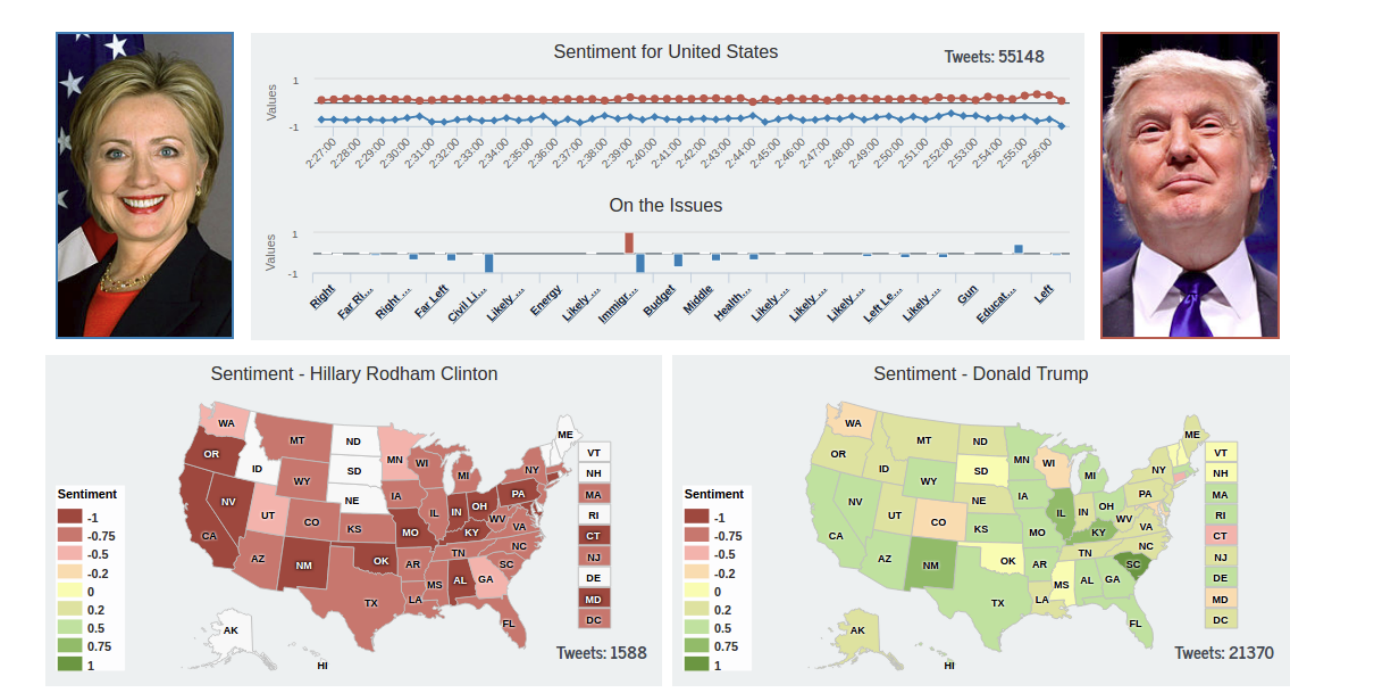 Sentiment for United States
Tweets: 55148
Values
1
-1
2:27:00 2:28:00 2:29:00 2:30:00 2:31:00 2:32:00 2:33:00 2:34:00 2:35:00 2:36:00 2:37:00 2:38:00 2:39:00 2:40:00 2:41:00 2:42:00 2:43:00 2:44:00 2:45:00 2:46:00 2:47:00 2:48:00 2:49:00 2:50:00 2:51:00 2:52:00 2:53:00 2:54:00 2:55:00 2:56:00
On the Issues
Values
1
-1
Right Far Ri... Right ... Far Left Civil Li... Likely ... Energy Likely ... Immigr... Budget Middle Health... Likely ... Likely ... Likely ... Left Le... Likely ... Gun Educat... Left
Sentiment - Hillary Rodham Clinton
WA
OR
CA
NV
ID
MT
WY
UT
AZ
CO
NM
ND
SD
NE
KS
OK
TX
MN
IA
MO
AR
LA
WI
IL
MS
MI
IN
KY
TN
AL
OH
WV
GA
FL
SC
NC
VA
PA
NY
ME
AK
HI
VT
NH
MA
RI
CT
NJ
DE
MD
DC
Sentiment
-1
-0.75
-0.5
-0.2
0
0.2
0.5
0.75
1
Tweets: 1588
Sentiment - Donald Trump
WA
OR
CA
NV
ID
MT
WY
UT
AZ
CO
NM
ND
SD
NE
KS
OK
TX
MN
IA
MO
AR
LA
WI
IL
MS
MI
IN
KY
TN
AL
OH
WV
GA
FL
SC
NC
VA
PA
NY
ME
AK
HI
VT
NH
MA
RI
CT
NJ
DE
MD
DC
Sentiment
-1
-0.75
-0.5
-0.2
0
0.2
0.5
0.75
1
Tweets: 21370